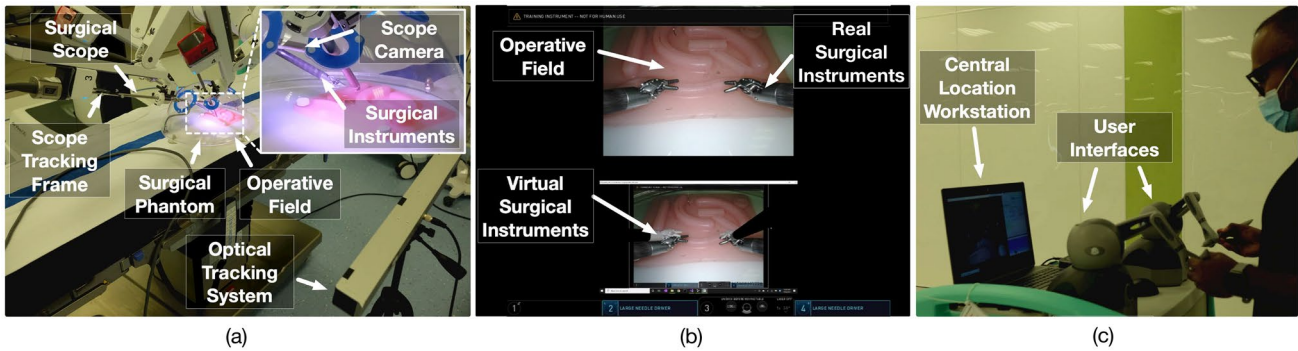 Surgical
Scope
Scope
Camera
Surgical
Instruments
Scope
Tracking
Frame
Surgical
Phantom
Operative
Field
Optical
Tracking
System
3
(a)
TRAINING INSTRUMENT -- NOT FOR HUMAN USE
Operative
Field
Real
Surgical
Instruments
Virtual
Surgical
Instruments
1
2 LARGE NEEDLE DRIVER
3
4 LARGE NEEDLE DRIVER
(b)
Central
Location
Workstation
User
Interfaces
(c)